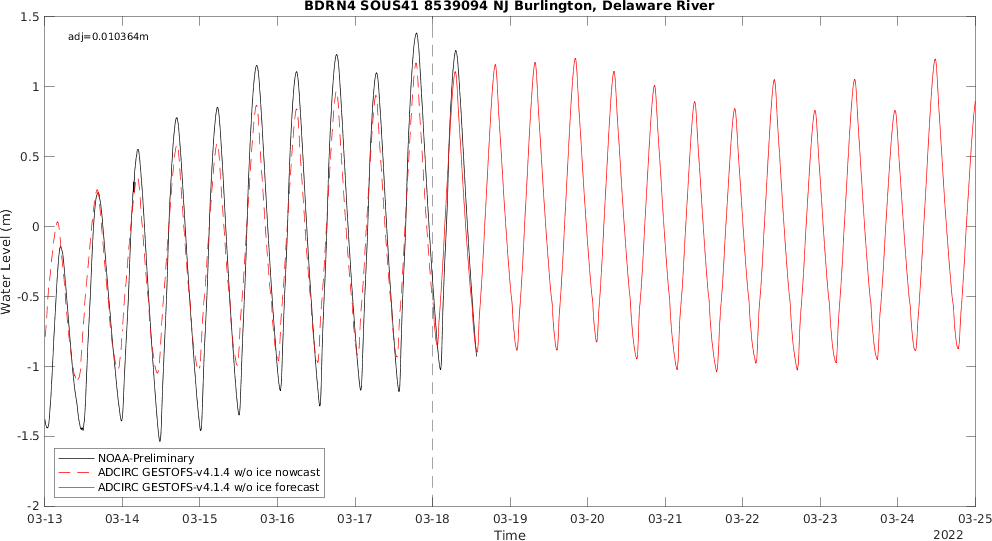 BDRN4 SOUS41 8539094 NJ Burlington, Delaware River
adj=0.010364m
1.5
1
0.5
0
-0.5
-1
-1.5
-2
Water Level (m)
NOAA-Preliminary
ADCIRC GESTOFS-v4.1.4 w/o ice nowcast
ADCIRC GESTOFS-v4.1.4 w/o ice forecast
03-13 03-14 03-15 03-16 03-17 03-18 03-19 03-20 03-21 03-22 03-23 03-24 03-25
Time
2022